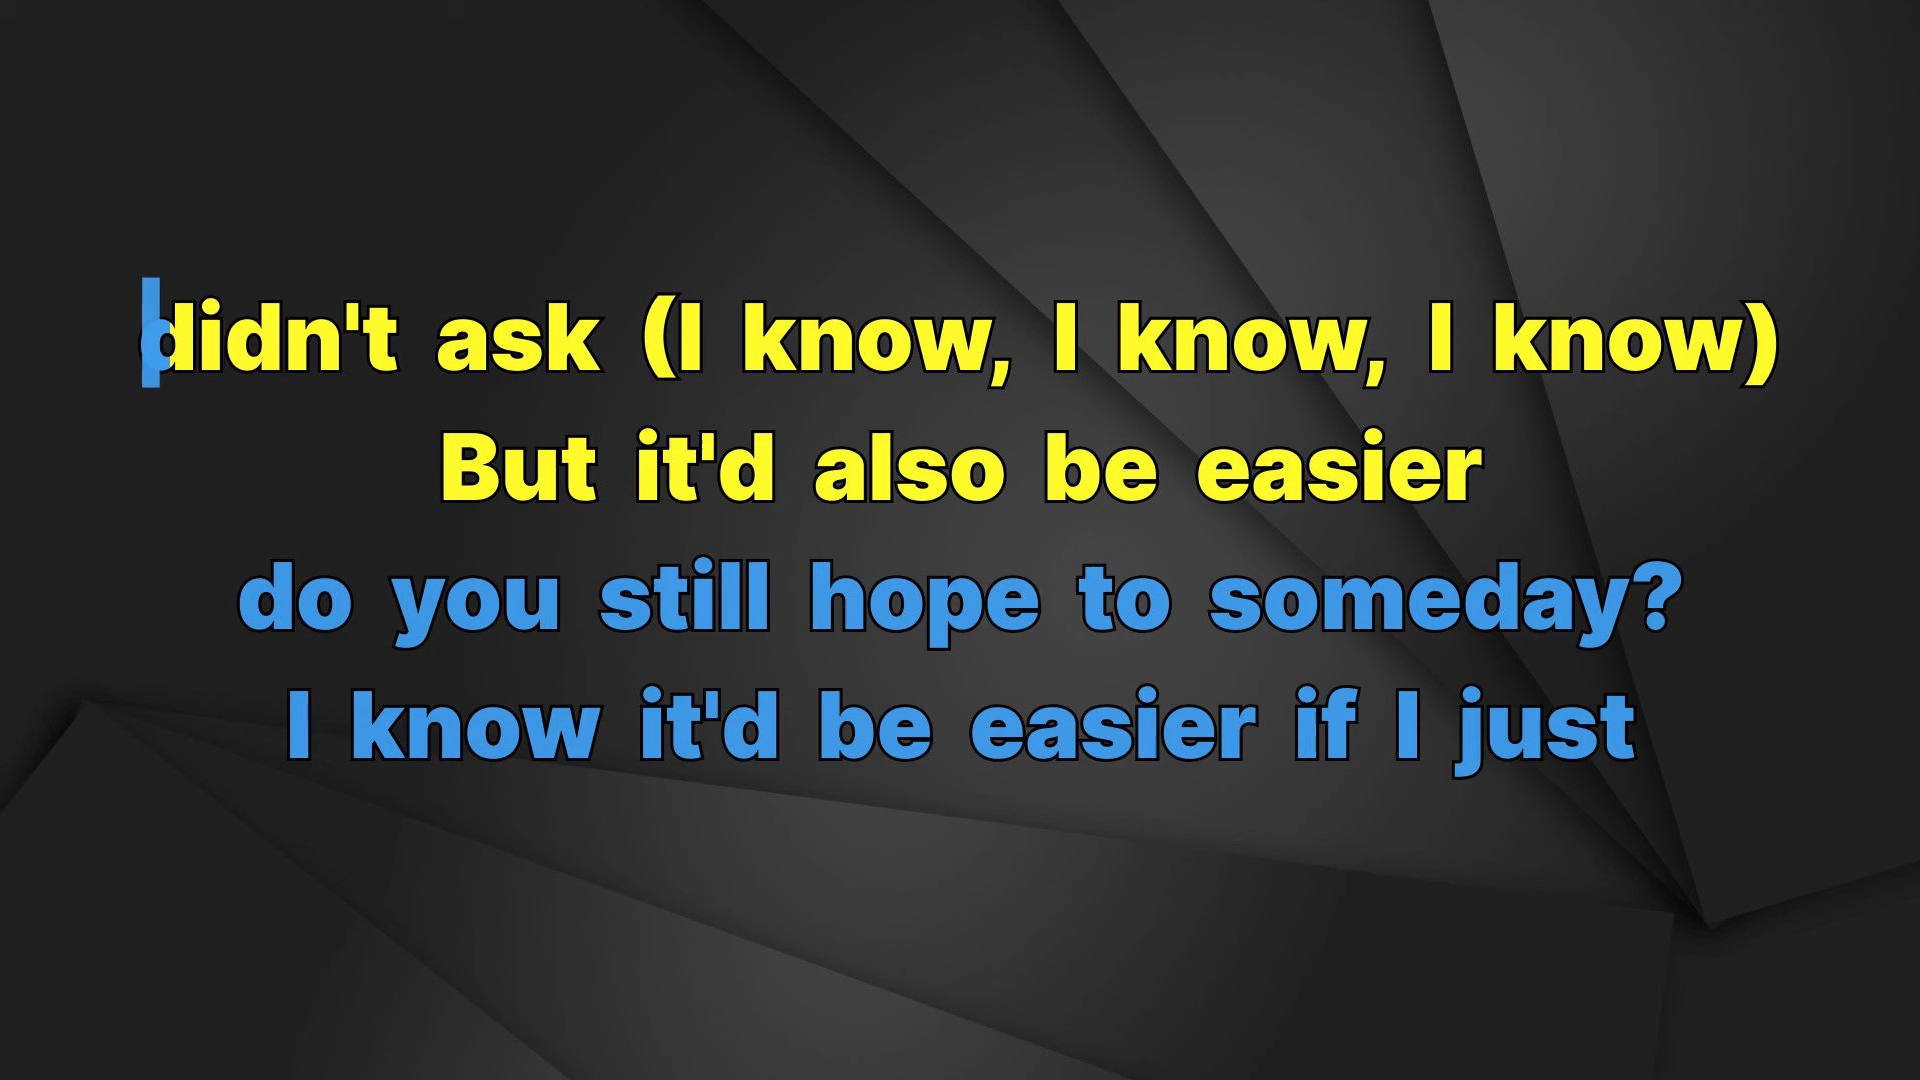 didn't ask (I know, I know, I know)
But it'd also be easier
do you still hope to someday?
I know it'd be easier if I just